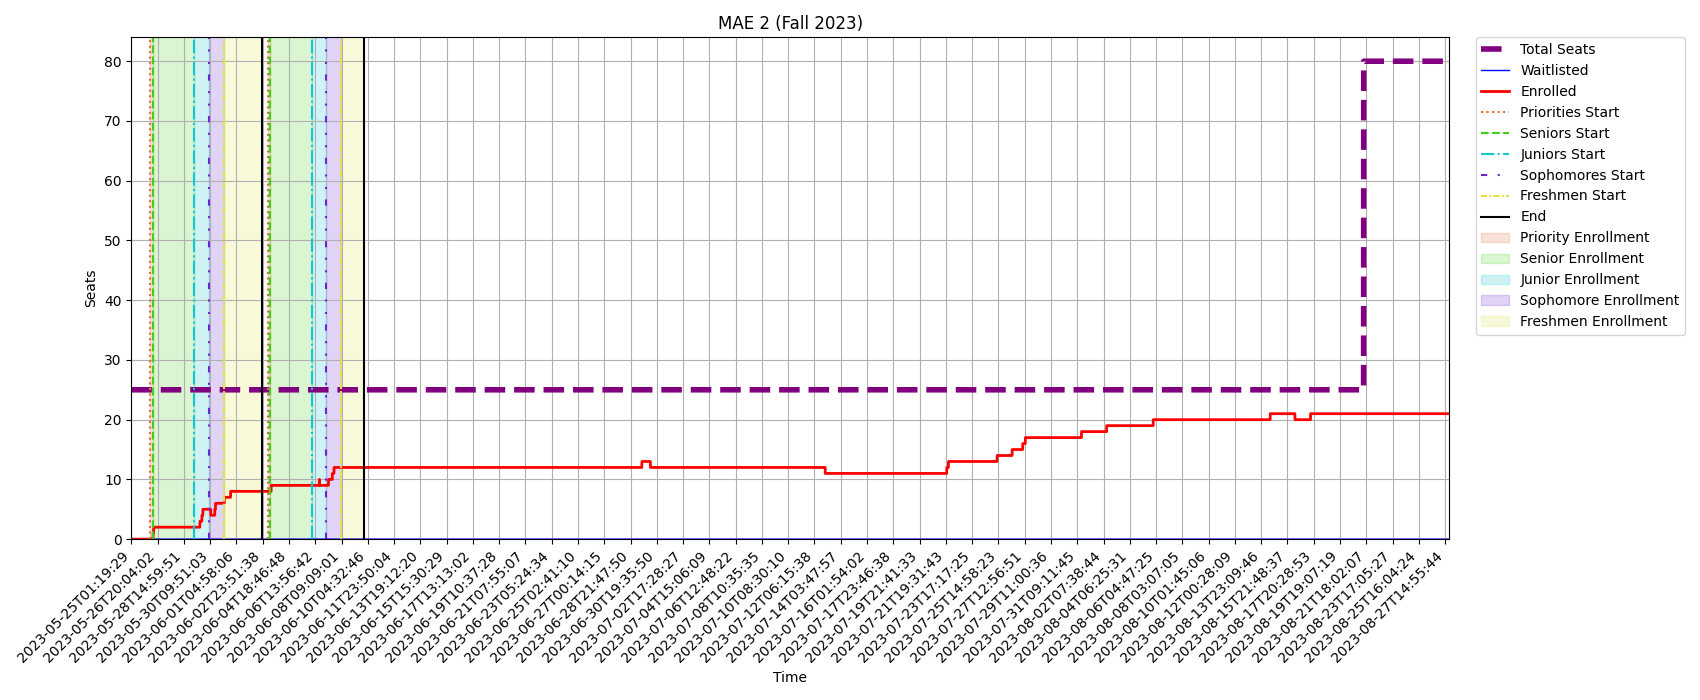 MAE 2 (Fall 2023)
Seats
80
70
60
50
40
30
20
10
0
2023-05-25T01:19:29
2023-05-26T20:04:02
2023-05-28T14:59:51
2023-05-30T09:51:03
2023-06-01T04:58:06
2023-06-02T23:51:38
2023-06-04T18:46:48
2023-06-06T13:56:42
2023-06-08T09:09:01
2023-06-10T04:32:46
2023-06-11T23:50:04
2023-06-13T19:12:20
2023-06-15T15:30:29
2023-06-17T13:13:02
2023-06-19T10:37:28
2023-06-21T07:55:07
2023-06-23T05:24:34
2023-06-25T02:41:10
2023-06-27T00:14:15
2023-06-28T21:47:50
2023-06-30T19:35:50
2023-07-02T17:28:27
2023-07-04T15:06:09
2023-07-06T12:48:22
2023-07-08T10:35:35
2023-07-10T08:30:10
2023-07-12T06:15:38
2023-07-14T03:47:57
2023-07-16T01:54:02
2023-07-17T23:46:38
2023-07-19T21:41:33
2023-07-21T19:31:43
2023-07-23T17:17:25
2023-07-25T14:58:23
2023-07-27T12:56:51
2023-07-29T11:00:36
2023-07-31T09:11:45
2023-08-02T07:38:44
2023-08-04T06:25:31
2023-08-06T04:47:25
2023-08-08T03:07:05
2023-08-10T01:45:06
2023-08-12T00:28:09
2023-08-13T23:09:46
2023-08-15T21:48:37
2023-08-17T20:28:53
2023-08-19T19:07:19
2023-08-21T18:02:07
2023-08-23T17:05:27
2023-08-25T16:04:24
2023-08-27T14:55:44
Time
Total Seats
Waitlisted
Enrolled
Priorities Start
Seniors Start
Juniors Start
Sophomores Start
Freshmen Start
End
Priority Enrollment
Senior Enrollment
Junior Enrollment
Sophomore Enrollment
Freshmen Enrollment